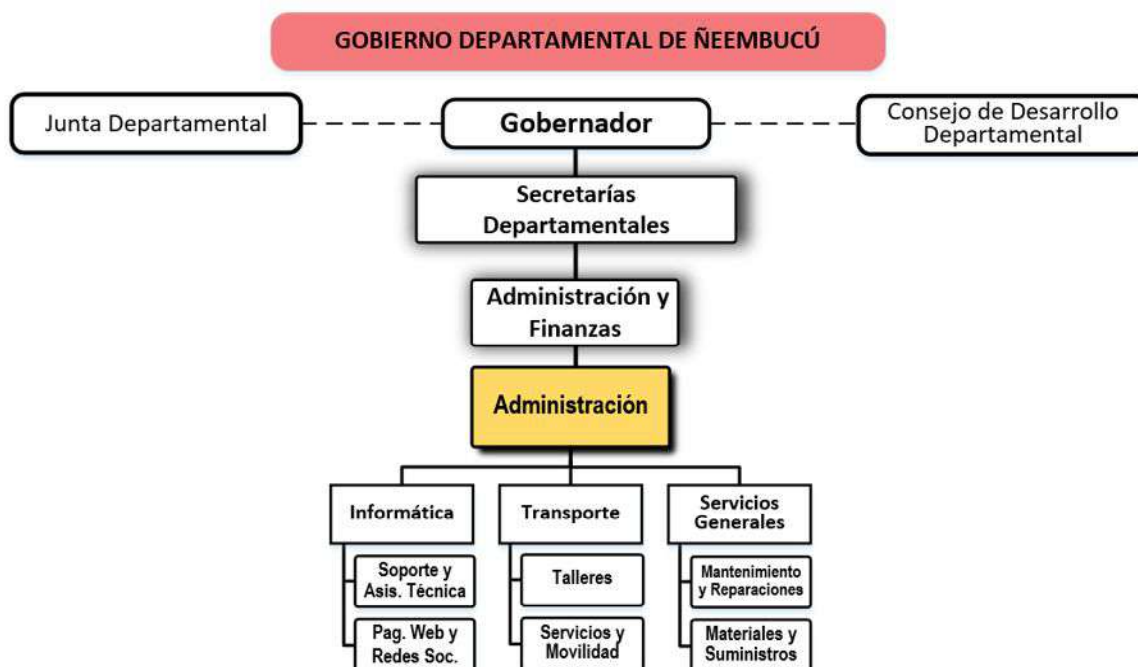 GOBIERNO DEPARTAMENTAL DE ÑEEMBUCÚ
Junta Departamental
Gobernador
Consejo de Desarrollo
Departamental
Secretarías
Departamentales
Administración y
Finanzas
Administración
Informática
Transporte
Servicios
Generales
Soporte y
Asis. Técnica
Talleres
Mantenimiento
y Reparaciones
Pag. Web y
Redes Soc.
Servicios y
Movilidad
Materiales y
Suministros